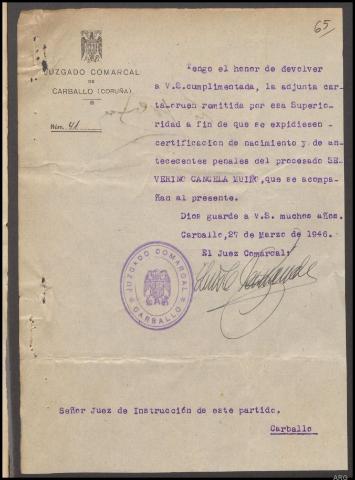 65
JUZGADO COMARCAL
DE
CARBALLO (CORUÑA)
Núm. 41
Tengo el honor de devolver
a V.S.cumplimentada, la adjunta car-
ta-orden remitida por esa Superio-
ridad a fin de que se expidiesen
certificacion de nacimiento y de an-
tecedentes penales del procesado SE-
VERINO CANCELA MUIÑO, que se acompa-
ñan al presente.
Dios guarde a V.S. muchos años.
Carballo, 27 de Marzo de 1946.
El Juez Comarcal:
JUZGADO COMARCAL
CARBALLO
Señor Juez de Instrucción de este partido.
Carballo
ARG